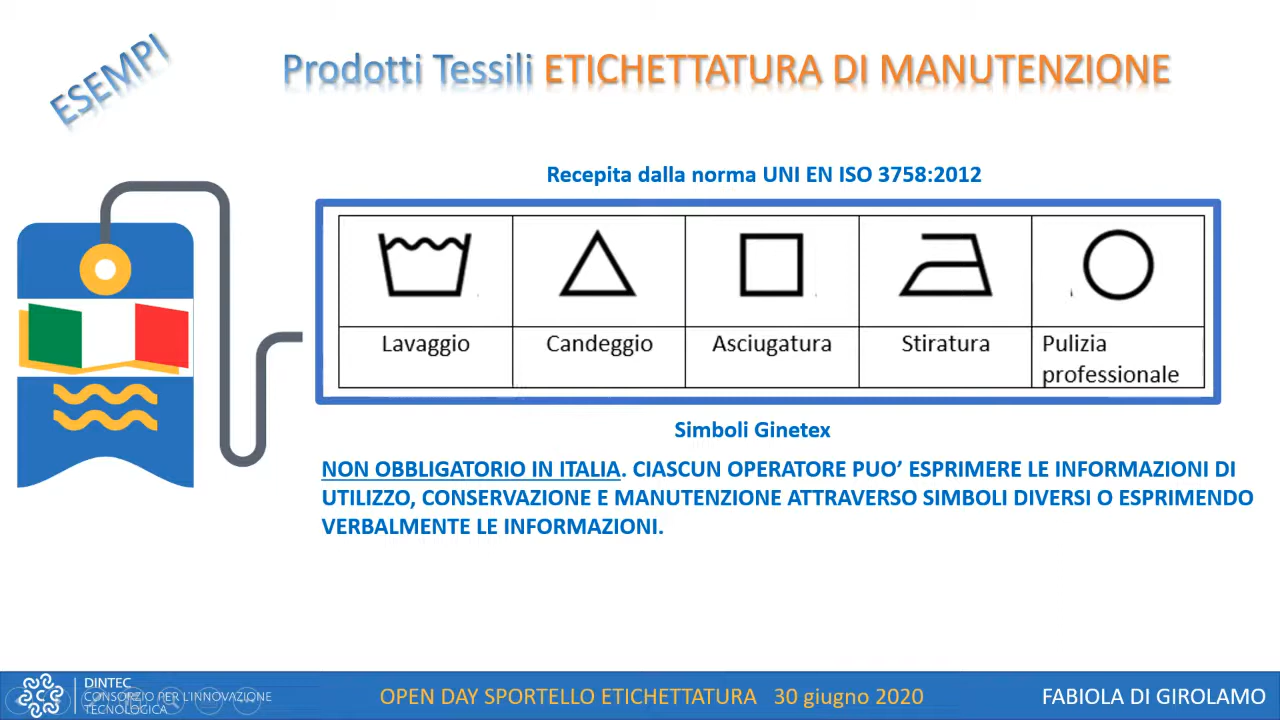 ESEMPI
Prodotti Tessili ETICHETTATURA DI MANUTENZIONE
Recepita dalla norma UNI EN ISO 3758:2012
Lavaggio
Candeggio
Asciugatura
Stiratura
Pulizia
professionale
Simboli Ginetex
NON OBBLIGATORIO IN ITALIA. CIASCUN OPERATORE PUO’ ESPRIMERE LE INFORMAZIONI DI
UTILIZZO, CONSERVAZIONE E MANUTENZIONE ATTRAVERSO SIMBOLI DIVERSI O ESPRIMENDO
VERBALMENTE LE INFORMAZIONI.
DINTEC
CONSORZIO PER L'INNOVAZIONE
TECNOLOGICA
OPEN DAY SPORTELLO ETICHETTATURA 30 giugno 2020
FABIOLA DI GIROLAMO